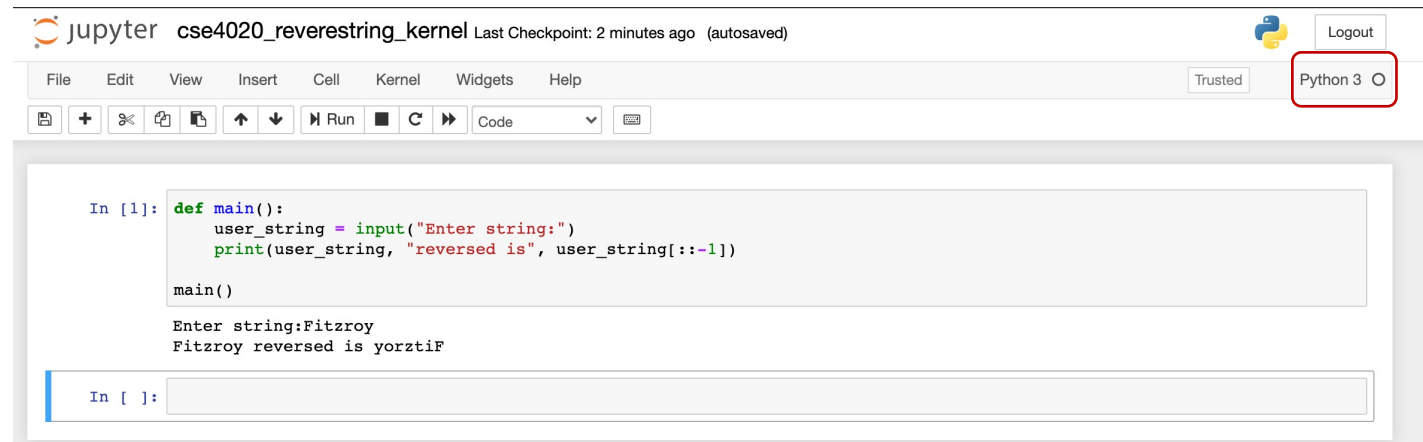 jupyter cse4020_reverestring_kernel Last Checkpoint: 2 minutes ago (autosaved) Logout
File Edit View Insert Cell Kernel Widgets Help Trusted Python 3
Run Code
In [1]: def main():
user_string = input("Enter string:")
print(user_string, "reversed is", user_string[::-1])
main()
Enter string:Fitzroy
Fitzroy reversed is yorztiF
In [ ]: